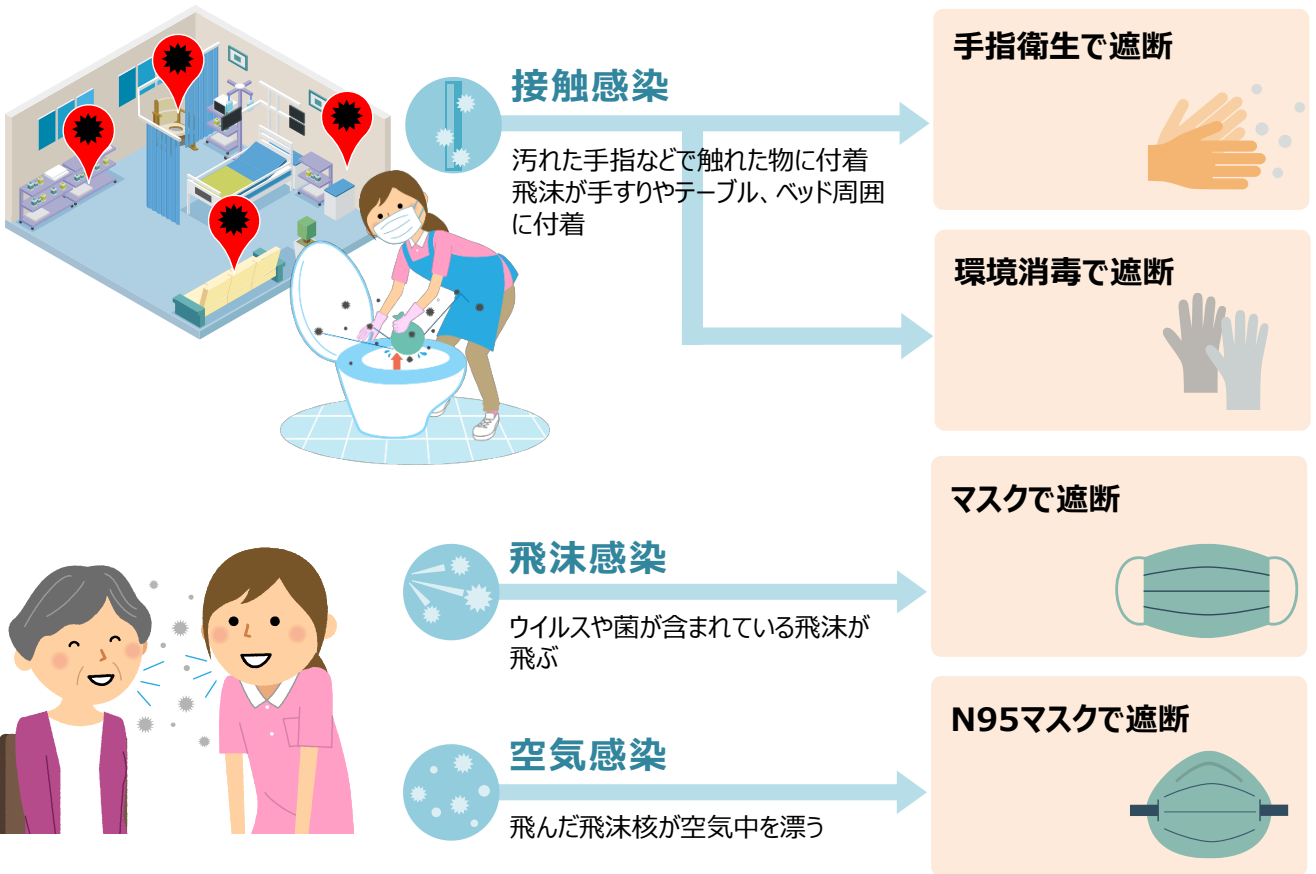 接触感染
汚れた手指などで触れた物に付着
飛沫が手すりやテーブル、ベッド周囲
に付着
手指衛生で遮断
環境消毒で遮断
飛沫感染
ウイルスや菌が含まれている飛沫が
飛ぶ
マスクで遮断
空気感染
飛んだ飛沫核が空気中を漂う
N95マスクで遮断